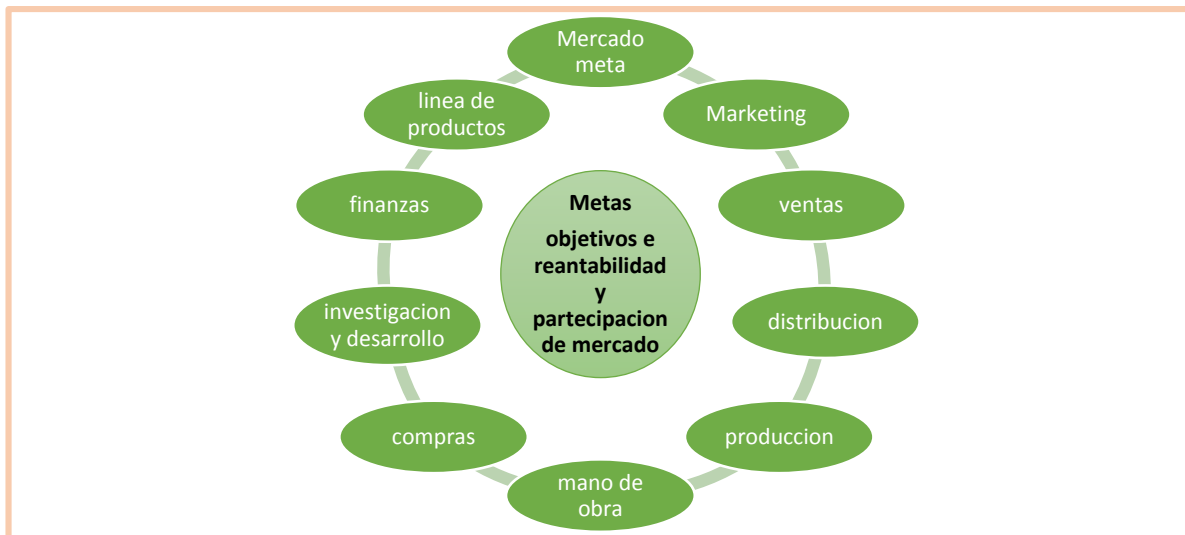 Mercado
meta
Marketing
ventas
distribucion
produccion
mano de
obra
compras
investigacion
y desarrollo
finanzas
linea de
productos
Metas
objetivos e
reantabilidad
y
partecipacion
de mercado